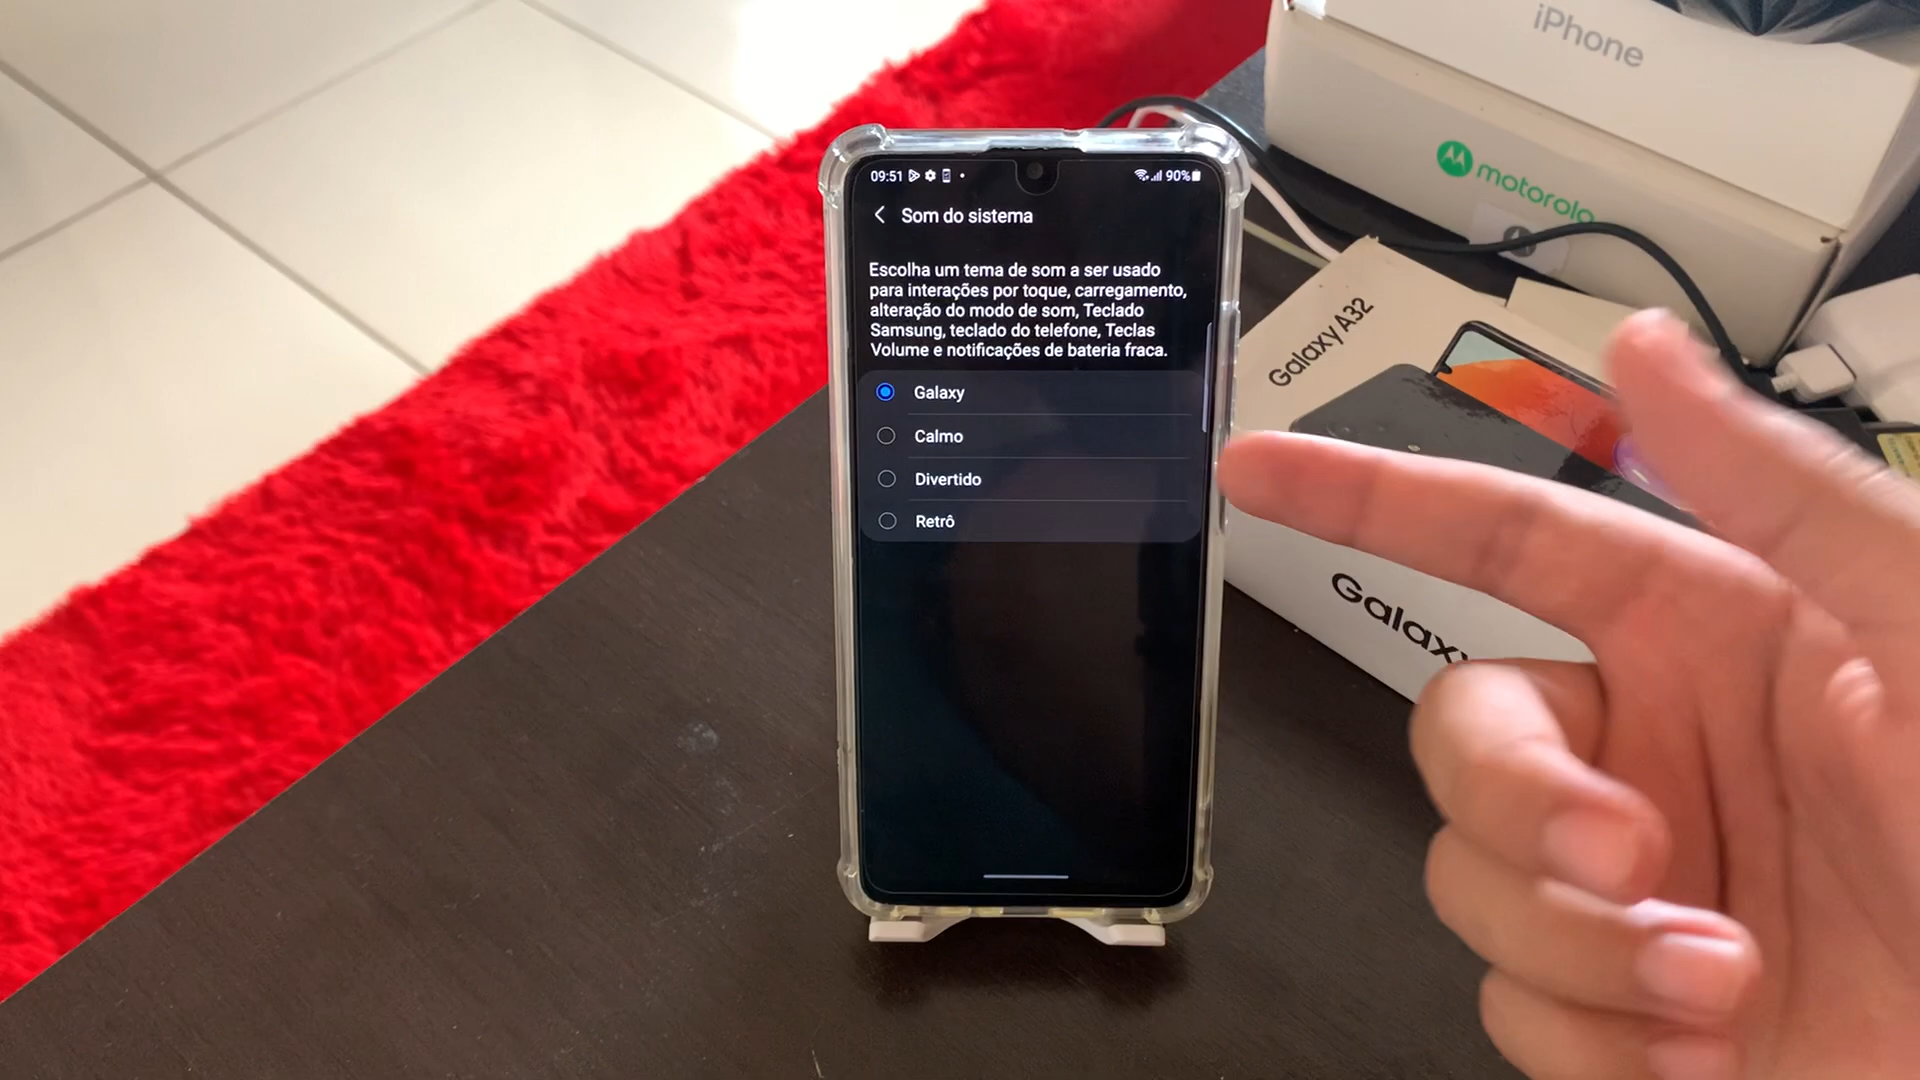 iPhone
motorola
09:51
90%
Som do sistema
Escolha um tema de som a ser usado
para interações por toque, carregamento,
alteração do modo de som, Teclado
Samsung, teclado do telefone, Teclas
Volume e notificações de bateria fraca.
Galaxy
Calmo
Divertido
Retrô
Galaxy A32
Galaxy